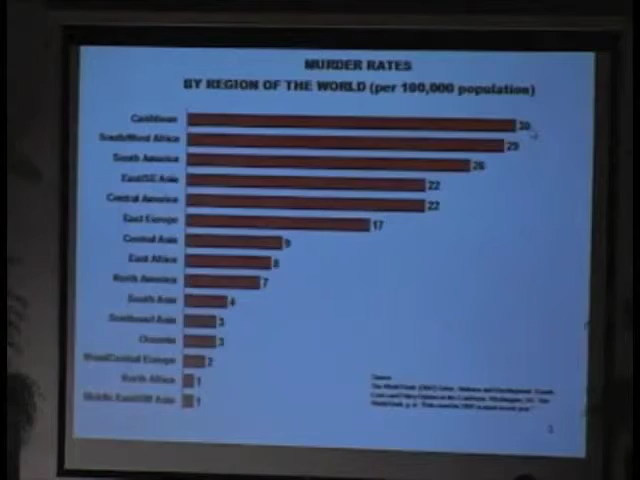 MURDER RATES
BY REGION OF THE WORLD (per 100,000 population)
Caribbean 30
South/West Africa 29
South America 26
East/SE Asia 22
Central America 22
East Europe 17
Central Asia 9
East Africa 8
North America 7
South Asia 4
Southeast Asia 3
Oceania 3
West/Central Europe 2
North Africa 1
Middle East/SW Asia 1